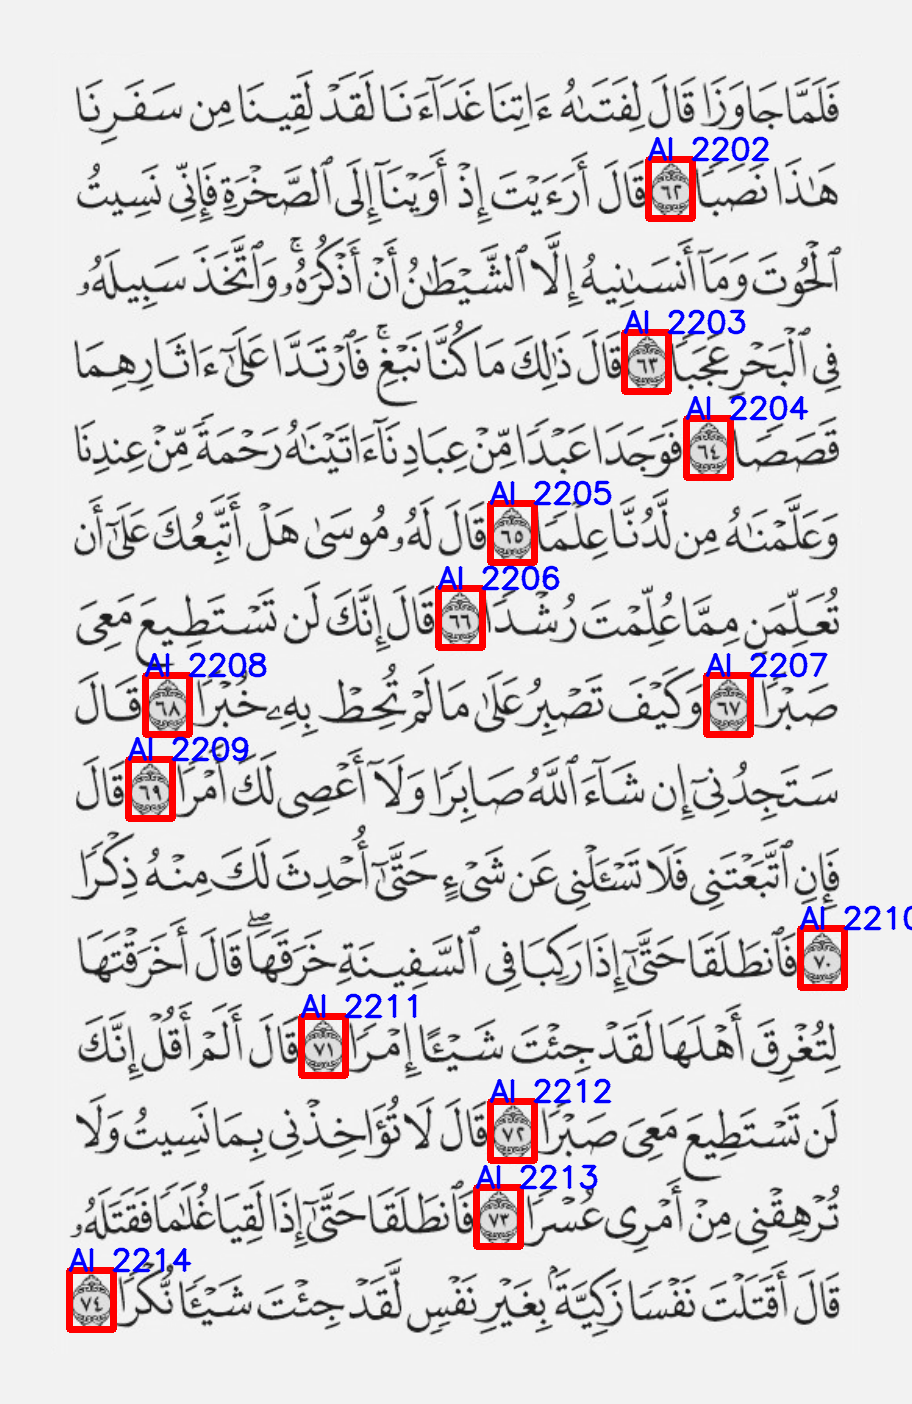 فَلَمَّا جَاوَزَا قَالَ لِفَتَىٰهُ ءَاتِنَا غَدَآءَنَا لَقَدْ لَقِينَا مِن سَفَرِنَا
AI 2202
هَٰذَا نَصَبًا ٦٢ قَالَ أَرَءَيْتَ إِذْ أَوَيْنَآ إِلَى ٱلصَّخْرَةِ فَإِنِّى نَسِيتُ
ٱلْحُوتَ وَمَآ أَنسَىٰنِيهُ إِلَّا ٱلشَّيْطَٰنُ أَنْ أَذْكُرَهُۥ ۚ وَٱتَّخَذَ سَبِيلَهُۥ
AI 2203
فِى ٱلْبَحْرِ عَجَبًا ٦٣ قَالَ ذَٰلِكَ مَا كُنَّا نَبْغِ ۚ فَٱرْتَدَّا عَلَىٰٓ ءَاثَارِهِمَا
AI 2204
قَصَصًا ٦٤ فَوَجَدَا عَبْدًا مِّنْ عِبَادِنَآ ءَاتَيْنَٰهُ رَحْمَةً مِّنْ عِندِنَا
AI 2205
وَعَلَّمْنَٰهُ مِن لَّدُنَّا عِلْمًا ٦٥ قَالَ لَهُۥ مُوسَىٰ هَلْ أَتَّبِعُكَ عَلَىٰٓ أَن
AI 2206
تُعَلِّمَنِ مِمَّا عُلِّمْتَ رُشْدًا ٦٦ قَالَ إِنَّكَ لَن تَسْتَطِيعَ مَعِىَ
AI 2207 AI 2208
صَبْرًا ٦٧ وَكَيْفَ تَصْبِرُ عَلَىٰ مَا لَمْ تُحِطْ بِهِۦ خُبْرًا ٦٨ قَالَ
AI 2209
سَتَجِدُنِىٓ إِن شَآءَ ٱللَّهُ صَابِرًا وَلَآ أَعْصِى لَكَ أَمْرًا ٦٩ قَالَ
فَإِنِ ٱتَّبَعْتَنِى فَلَا تَسْـَٔلْنِى عَن شَىْءٍ حَتَّىٰٓ أُحْدِثَ لَكَ مِنْهُ ذِكْرًا
AI 2210
٧٠ فَٱنطَلَقَا حَتَّىٰٓ إِذَا رَكِبَا فِى ٱلسَّفِينَةِ خَرَقَهَا ۖ قَالَ أَخَرَقْتَهَا
AI 2211
لِتُغْرِقَ أَهْلَهَا لَقَدْ جِئْتَ شَيْـًٔا إِمْرًا ٧١ قَالَ أَلَمْ أَقُلْ إِنَّكَ
AI 2212
لَن تَسْتَطِيعَ مَعِىَ صَبْرًا ٧٢ قَالَ لَا تُؤَاخِذْنِى بِمَا نَسِيتُ وَلَا
AI 2213
تُرْهِقْنِى مِنْ أَمْرِى عُسْرًا ٧٣ فَٱنطَلَقَا حَتَّىٰٓ إِذَا لَقِيَا غُلَٰمًا فَقَتَلَهُۥ
AI 2214
قَالَ أَقَتَلْتَ نَفْسًا زَكِيَّةًۢ بِغَيْرِ نَفْسٍ لَّقَدْ جِئْتَ شَيْـًٔا نُّكْرًا ٧٤